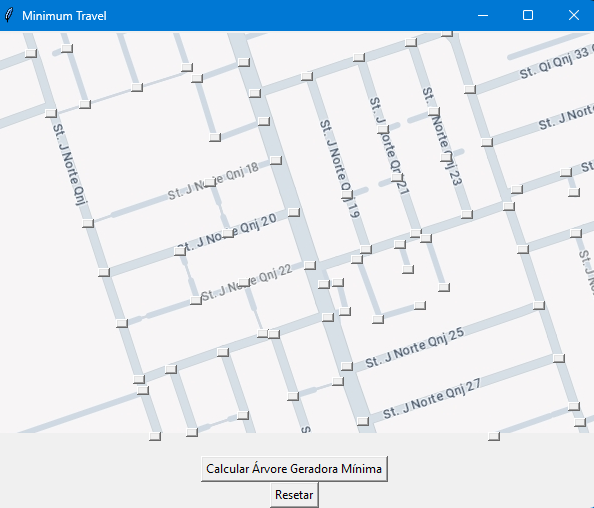 Minimum Travel
St. Qi Qnj 33
St. J Norte
St. J Norte Qnj
St. J Norte Qnj 19
Norte Qnj 21
St. J Norte Qnj 23
St. J Norte Qnj 18
St. J Norte Qnj 20
St. J Norte Qnj 22
St. J Norte Qnj 25
St. J Norte Qnj 27
Calcular Árvore Geradora Mínima
Resetar